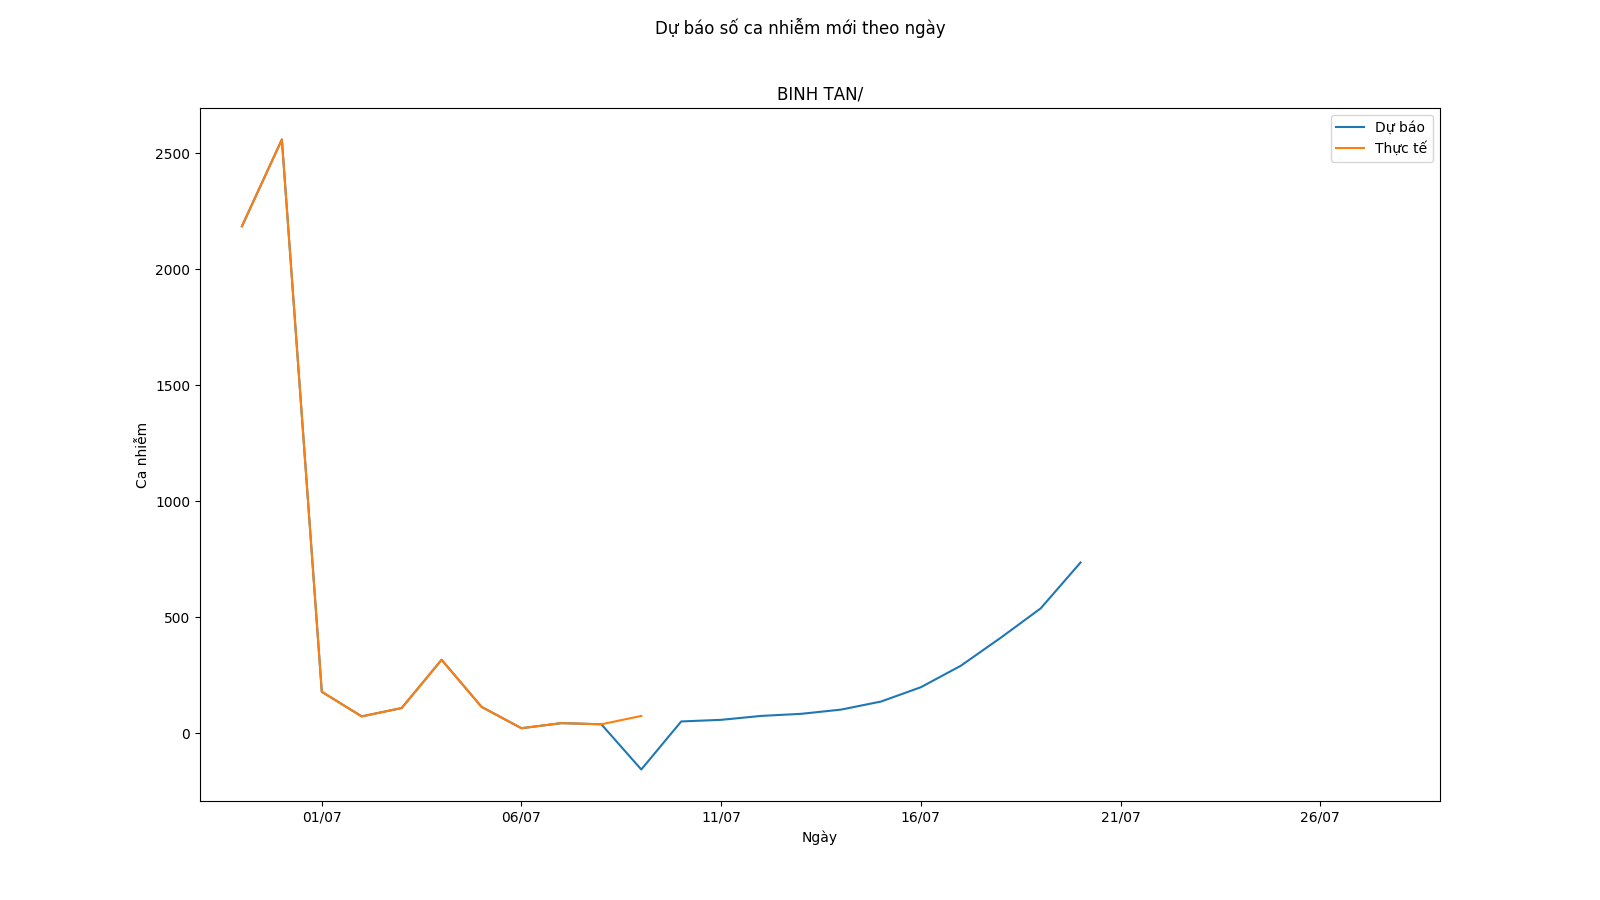 Dự báo số ca nhiễm mới theo ngày
BINH TAN/
Dự báo
Thực tế
2500
2000
1500
1000
500
0
Ca nhiễm
01/07
06/07
11/07
16/07
21/07
26/07
Ngày